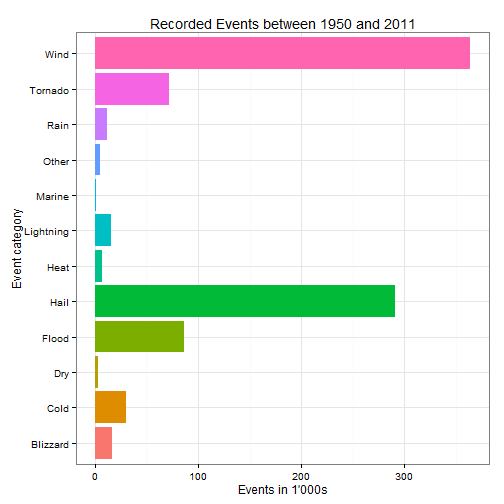 Recorded Events between 1950 and 2011
Event category
Wind
Tornado
Rain
Other
Marine
Lightning
Heat
Hail
Flood
Dry
Cold
Blizzard
0 100 200 300
Events in 1'000s